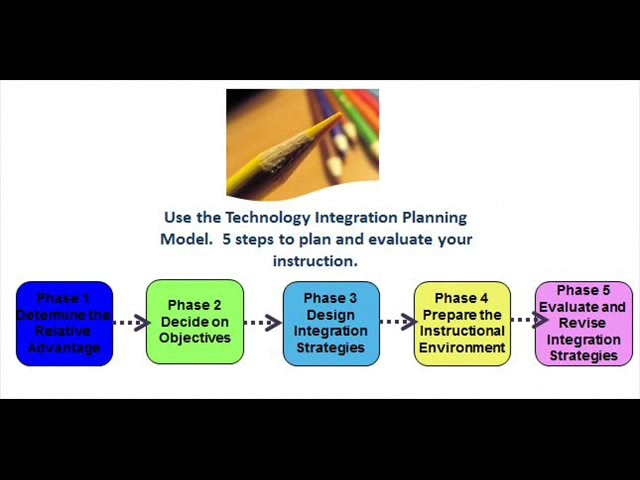 Use the Technology Integration Planning
Model.  5 steps to plan and evaluate your
instruction.
Phase 1
Determine the
Relative
Advantage
Phase 2
Decide on
Objectives
Phase 3
Design
Integration
Strategies
Phase 4
Prepare the
Instructional
Environment
Phase 5
Evaluate and
Revise
Integration
Strategies